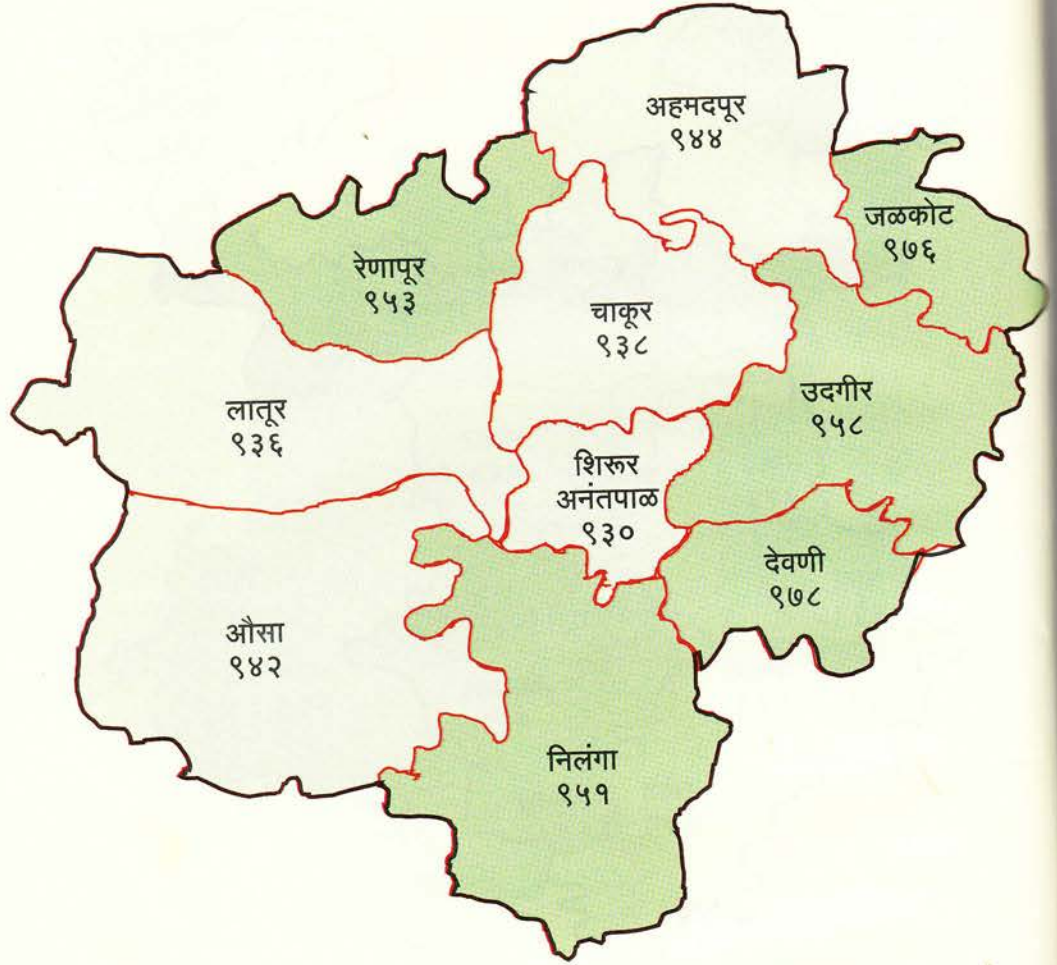 अहमदपूर
९४४
जळकोट
९७६
रेणापूर
९५३
चाकूर
९३८
उदगीर
९५८
लातूर
९३६
शिरूर
अनंतपाळ
९३०
देवणी
९७८
औसा
९४२
निलंगा
९५१